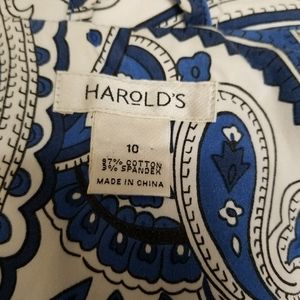 HAROLD'S
10
97% COTTON
3% SPANDEX
MADE IN CHINA